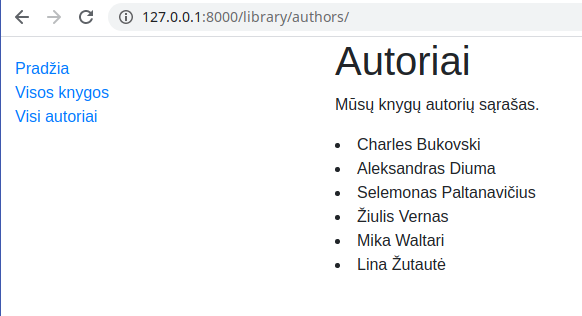 127.0.0.1:8000/library/authors/
Pradžia
Visos knygos
Visi autoriai
Autoriai
Mūsų knygų autorių sąrašas.
Charles Bukovski
Aleksandras Diuma
Selemonas Paltanavičius
Žiulis Vernas
Mika Waltari
Lina Žutautė